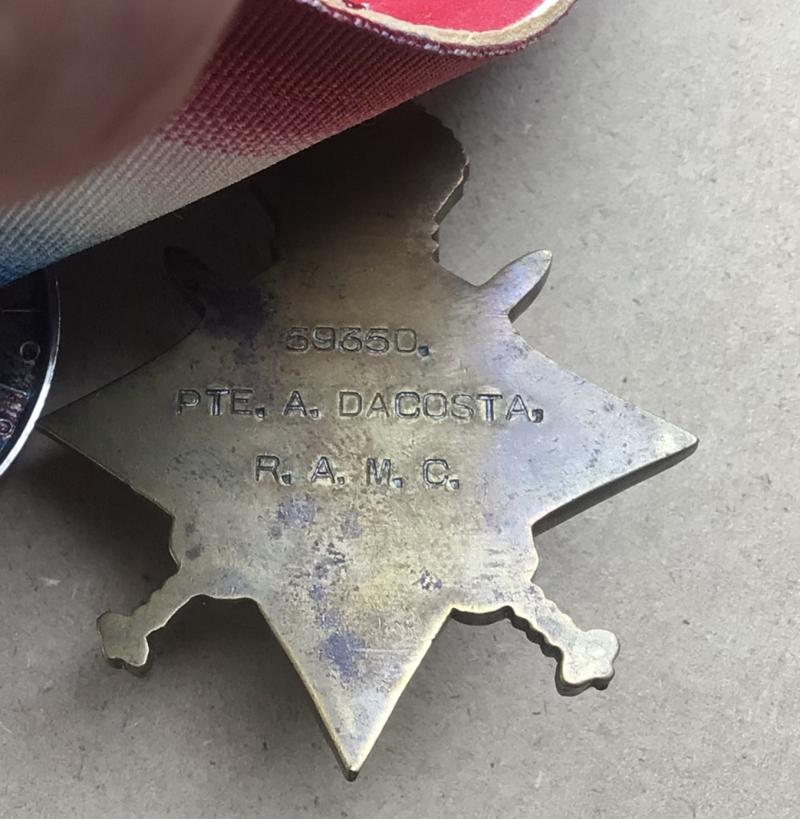 59350.
PTE. A. DACOSTA.
R. A. M. C.